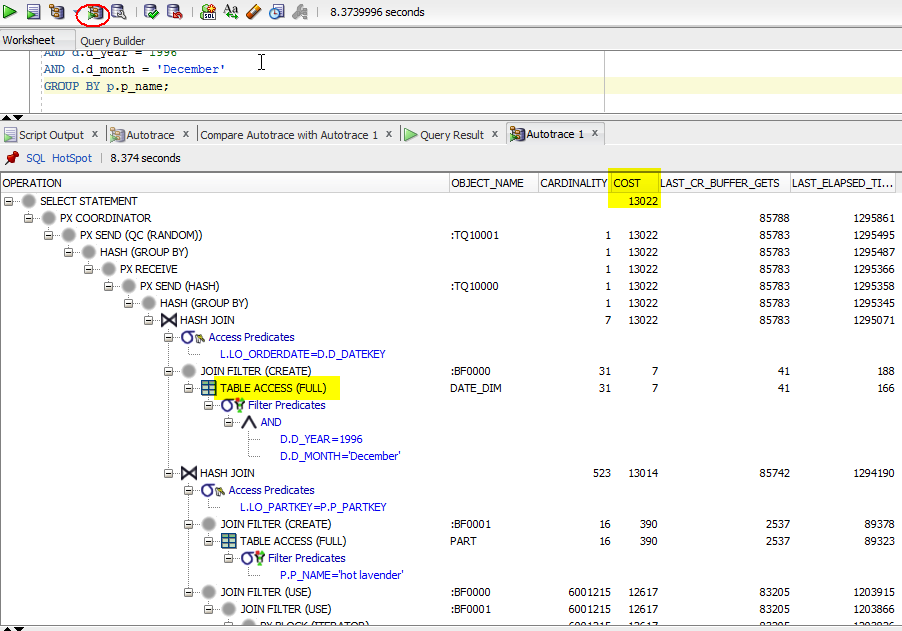 8.3739996 seconds
Worksheet Query Builder
AND d.d_year = 1996
AND d.d_month = 'December'
GROUP BY p.p_name;
Script Output x Autotrace x Compare Autotrace with Autotrace 1 x Query Result x Autotrace 1 x
SQL HotSpot 8.374 seconds
OPERATION OBJECT_NAME CARDINALITY COST LAST_CR_BUFFER_GETS LAST_ELAPSED_TI...
SELECT STATEMENT 13022
PX COORDINATOR 85788 1295861
PX SEND (QC (RANDOM)) :TQ10001 1 13022 85783 1295495
HASH (GROUP BY) 1 13022 85783 1295487
PX RECEIVE 1 13022 85783 1295366
PX SEND (HASH) :TQ10000 1 13022 85783 1295358
HASH (GROUP BY) 1 13022 85783 1295345
HASH JOIN 7 13022 85783 1295071
Access Predicates
L.LO_ORDERDATE=D.D_DATEKEY
JOIN FILTER (CREATE) :BF0000 31 7 41 188
TABLE ACCESS (FULL) DATE_DIM 31 7 41 166
Filter Predicates
AND
D.D_YEAR=1996
D.D_MONTH='December'
HASH JOIN 523 13014 85742 1294190
Access Predicates
L.LO_PARTKEY=P.P_PARTKEY
JOIN FILTER (CREATE) :BF0001 16 390 2537 89378
TABLE ACCESS (FULL) PART 16 390 2537 89323
Filter Predicates
P.P_NAME='hot lavender'
JOIN FILTER (USE) :BF0000 6001215 12617 83205 1203915
JOIN FILTER (USE) :BF0001 6001215 12617 83205 1203866
PX BLOCK (ITERATOR) 6001215 12617 83205